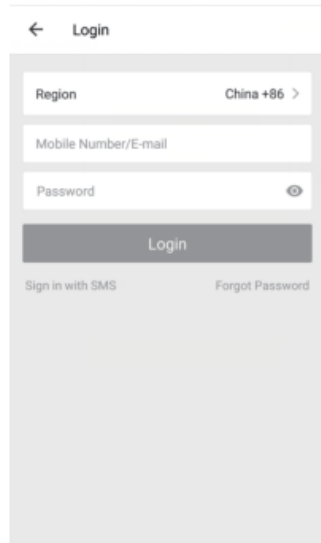 Login
Region China +86
Mobile Number/E-mail
Password
Login
Sign in with SMS Forgot Password